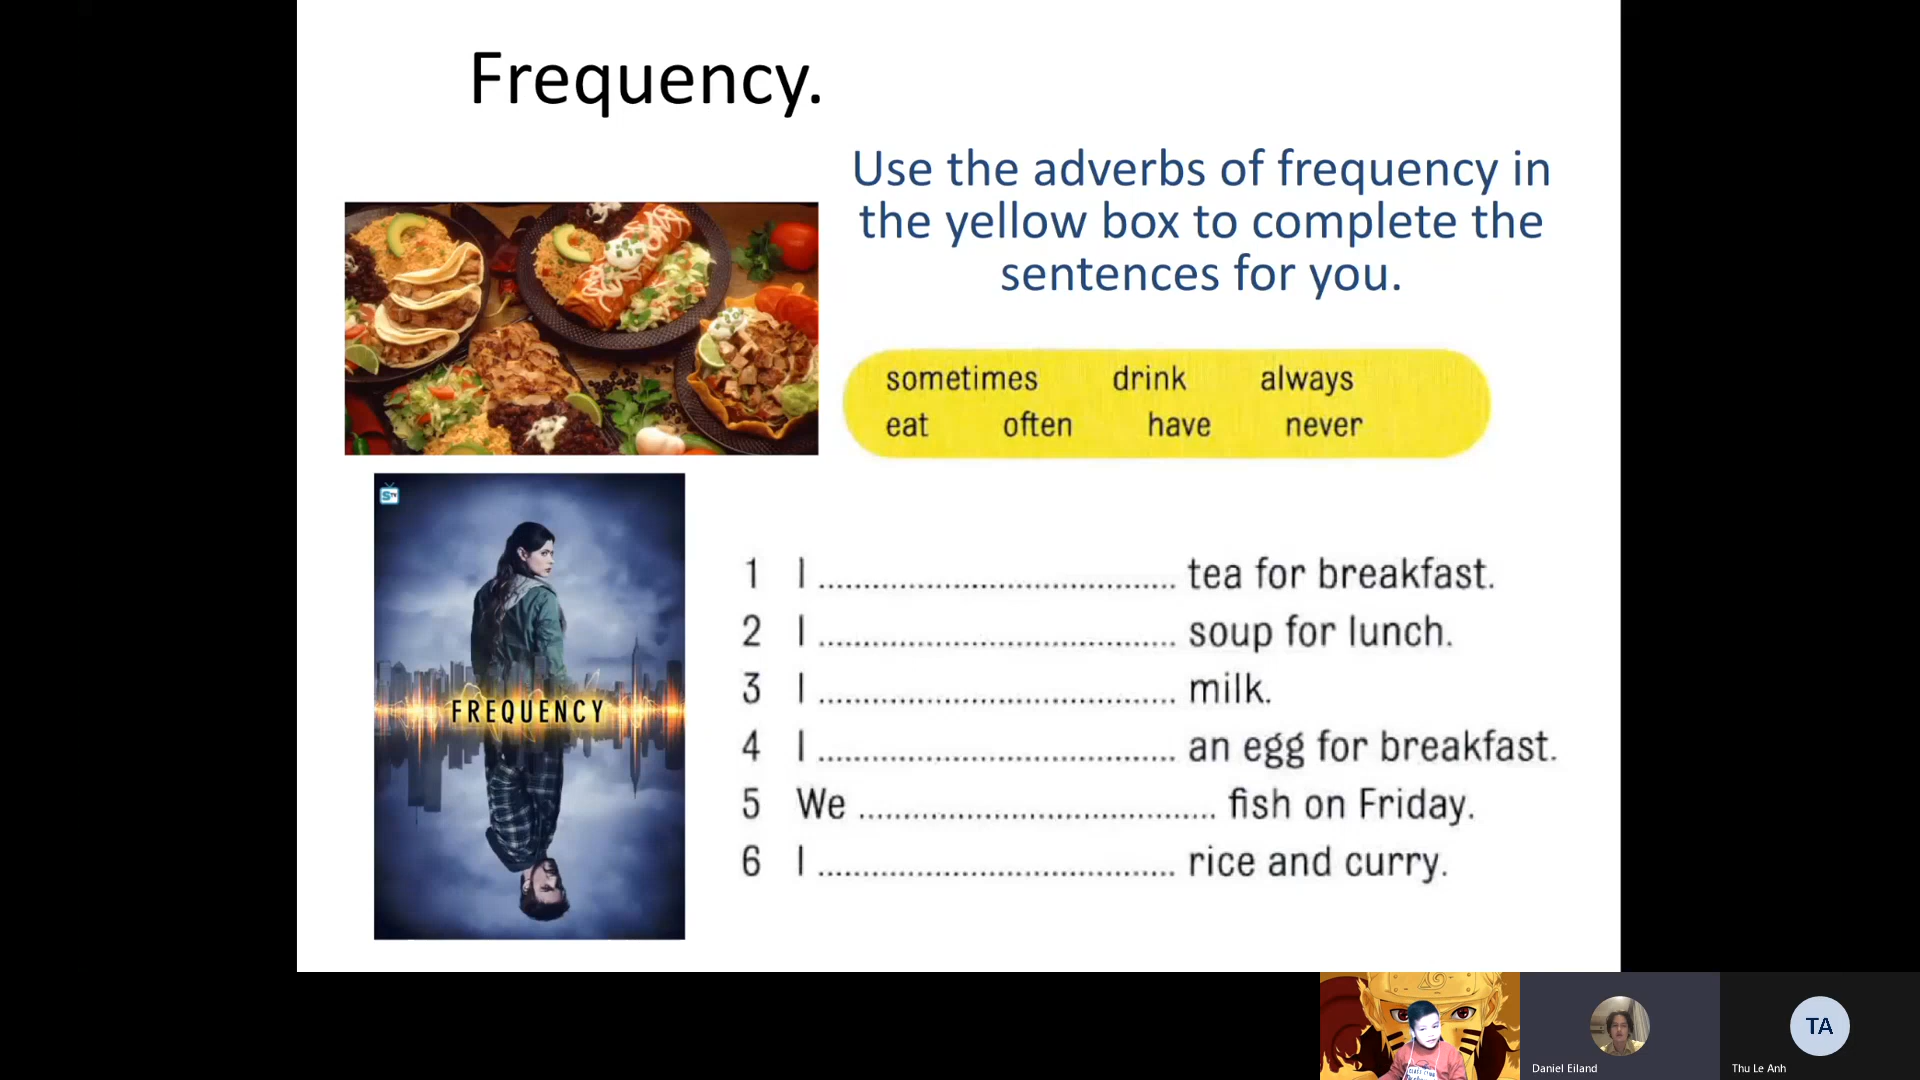 Frequency.
Use the adverbs of frequency in
the yellow box to complete the
sentences for you.
sometimes drink always
eat often have never
STV
FREQUENCY
1 I ........................................ tea for breakfast.
2 I ........................................ soup for lunch.
3 I ........................................ milk.
4 I ........................................ an egg for breakfast.
5 We ........................................ fish on Friday.
6 I ........................................ rice and curry.
TA
Daniel Eiland
Thu Le Anh